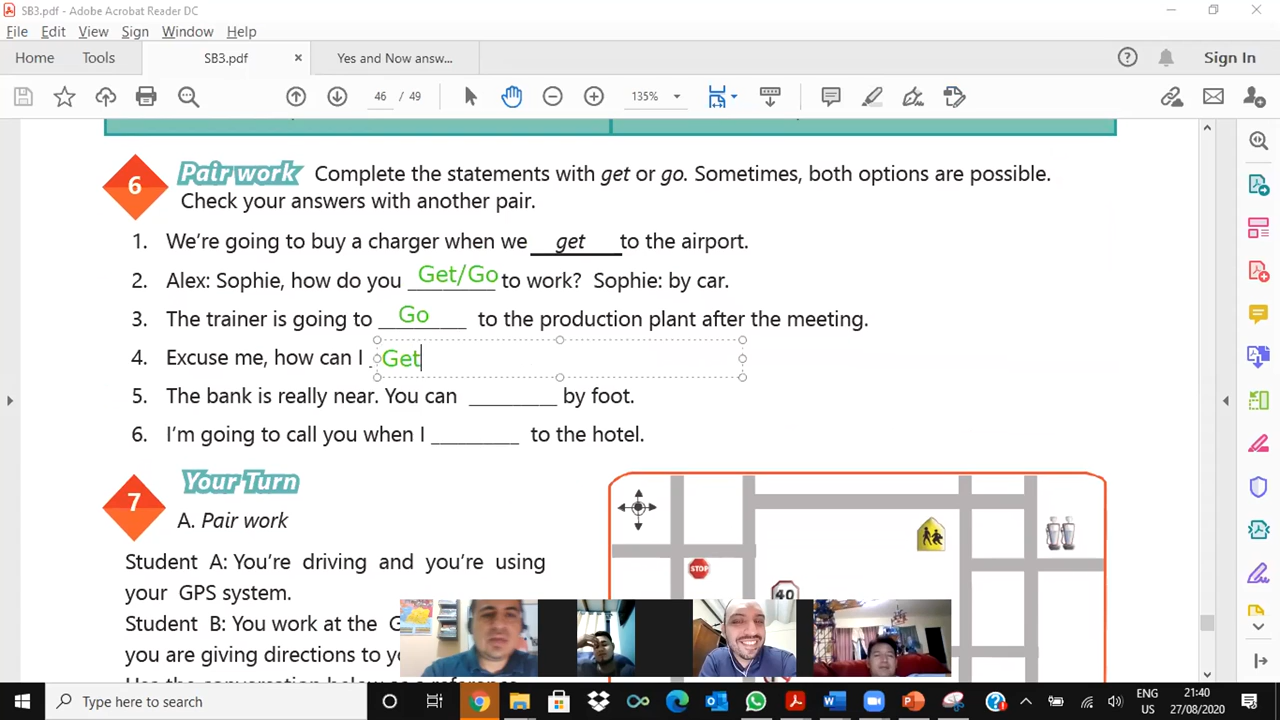 SB3.pdf - Adobe Acrobat Reader DC
File Edit View Sign Window Help
Home Tools SB3.pdf × Yes and Now answ... ? Sign In
46 / 49 135%
6 Pair work Complete the statements with get or go. Sometimes, both options are possible.
Check your answers with another pair.
1. We're going to buy a charger when we get to the airport.
2. Alex: Sophie, how do you Get/Go to work? Sophie: by car.
3. The trainer is going to Go to the production plant after the meeting.
4. Excuse me, how can I Get
5. The bank is really near. You can _________ by foot.
6. I'm going to call you when I _________ to the hotel.
7 Your Turn
A. Pair work
STOP
Student A: You're driving and you're using
your GPS system.
40
Student B: You work at the G
you are giving directions to yo
Type here to search
ENG 21:40
US 27/08/2020